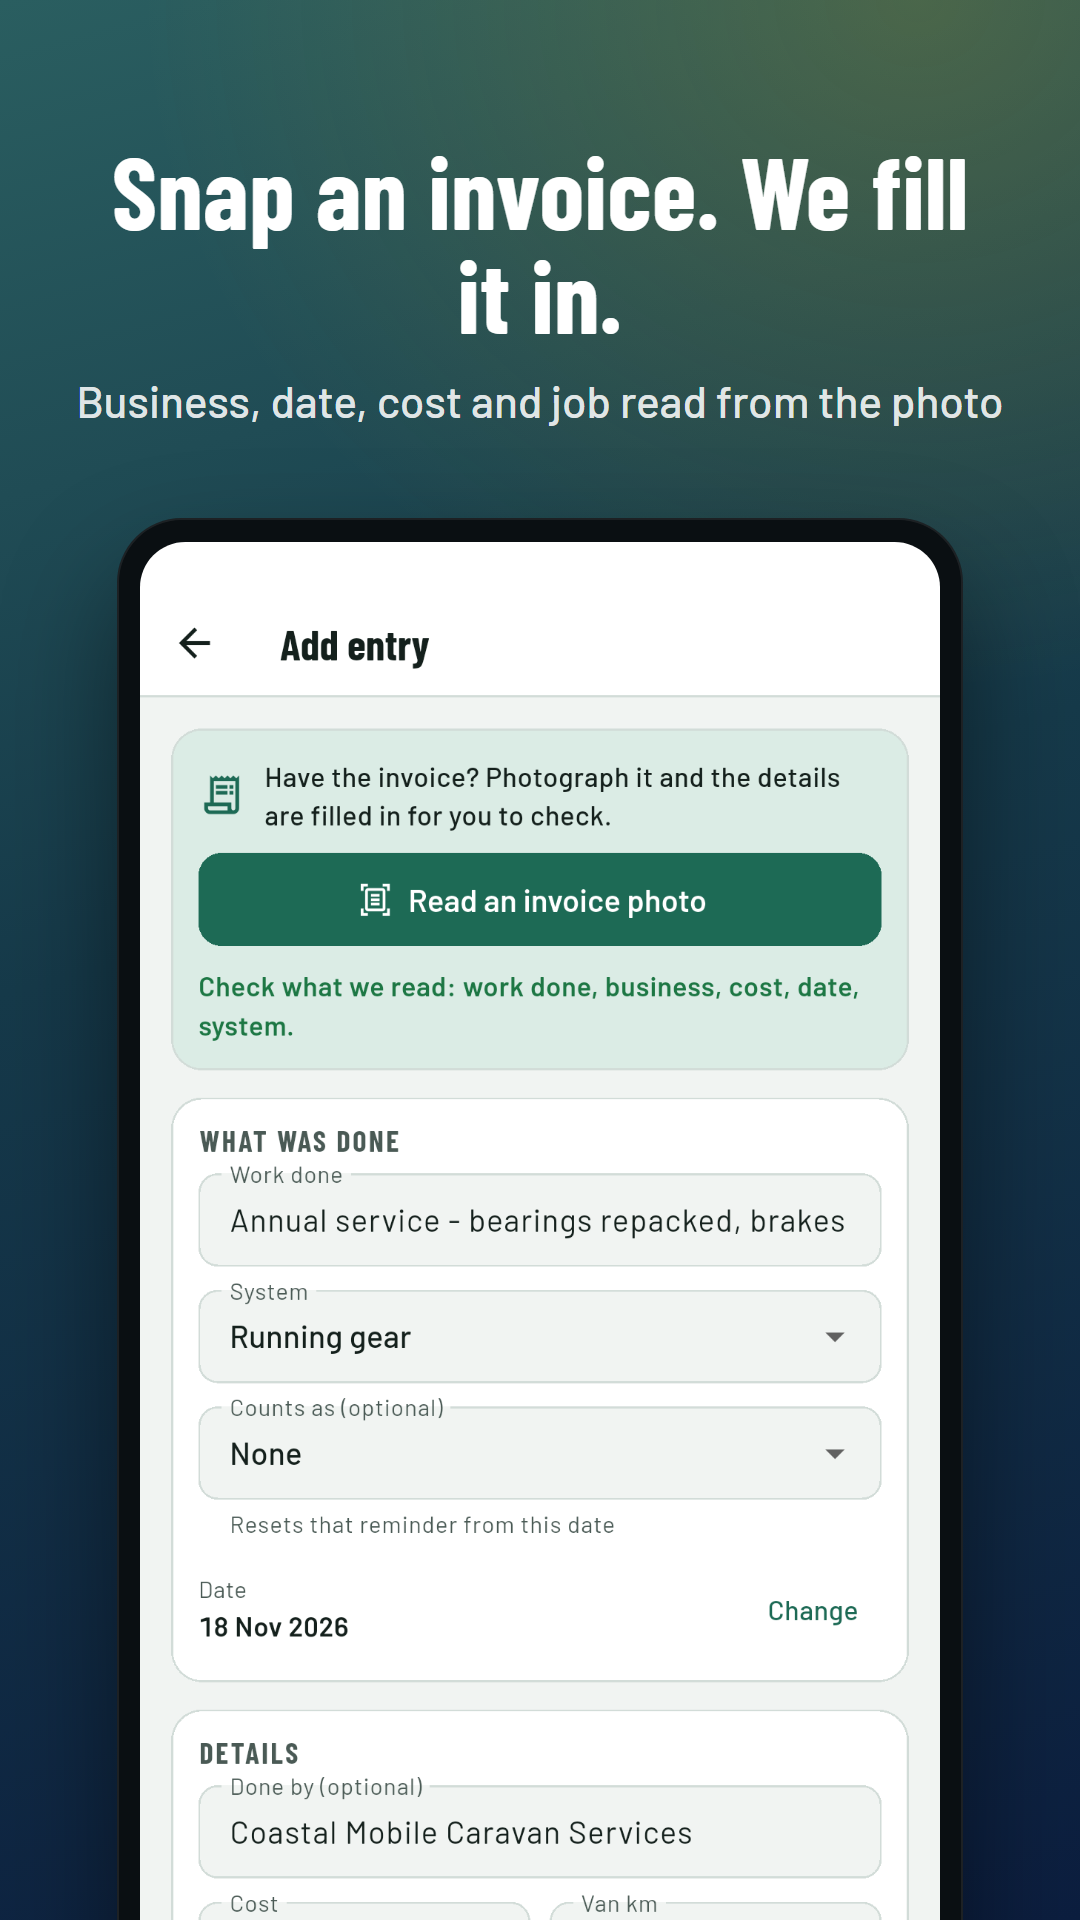 Snap an invoice. We fill
it in.
Business, date, cost and job read from the photo
Add entry
Have the invoice? Photograph it and the details
are filled in for you to check.
Read an invoice photo
Check what we read: work done, business, cost, date,
system.
WHAT WAS DONE
Work done
Annual service - bearings repacked, brakes
System
Running gear
Counts as (optional)
None
Resets that reminder from this date
Date
18 Nov 2026
Change
DETAILS
Done by (optional)
Coastal Mobile Caravan Services
Cost
Van km